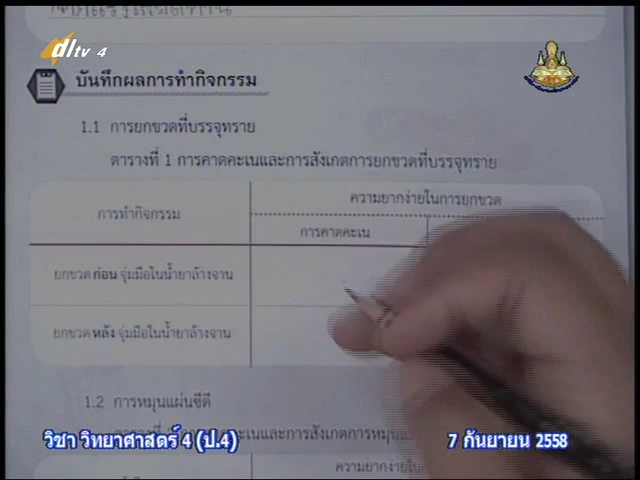 dltv 4
บันทึกผลการทำกิจกรรม
1.1 การยกขวดที่บรรจุทราย
ตารางที่ 1 การคาดคะเนและการสังเกตการยกขวดที่บรรจุทราย
การทำกิจกรรม
ความยากง่ายในการยกขวด
การคาดคะเน
ยกขวด ก่อน จุ่มมือในน้ำยาล้างจาน
ยกขวด หลัง จุ่มมือในน้ำยาล้างจาน
1.2 การหมุนแผ่นซีดี
วิชา วิทยาศาสตร์ 4 (ป.4)
7 กันยายน 2558
ความยากง่ายใน